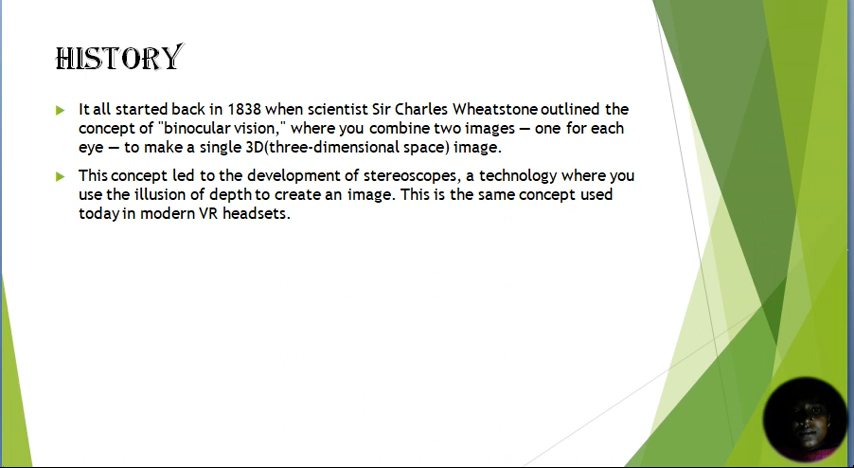 HISTORY
It all started back in 1838 when scientist Sir Charles Wheatstone outlined the
concept of "binocular vision," where you combine two images — one for each
eye — to make a single 3D(three-dimensional space) image.
This concept led to the development of stereoscopes, a technology where you
use the illusion of depth to create an image. This is the same concept used
today in modern VR headsets.